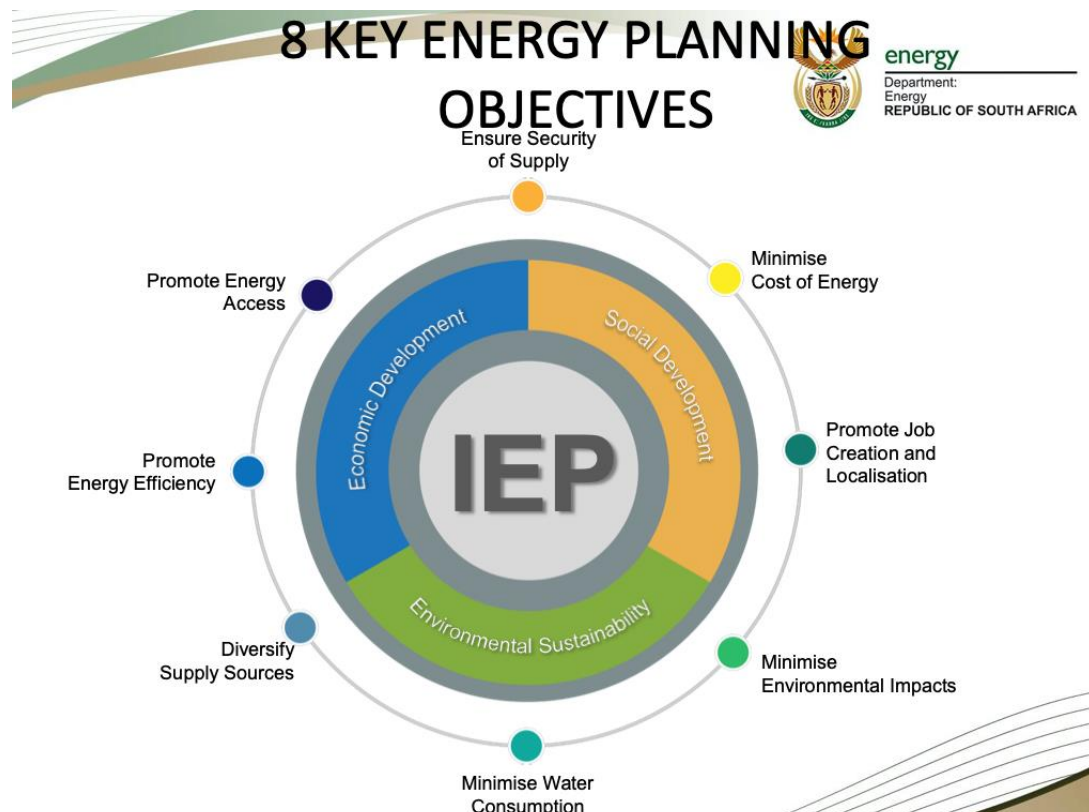 8 KEY ENERGY PLANNING
OBJECTIVES
energy
Department:
Energy
REPUBLIC OF SOUTH AFRICA
Ensure Security
of Supply
Minimise
Cost of Energy
Promote Job
Creation and
Localisation
Minimise
Environmental Impacts
Minimise Water
Consumption
Diversify
Supply Sources
Promote
Energy Efficiency
Promote Energy
Access
Economic Development
Social Development
Environmental Sustainability
IEP